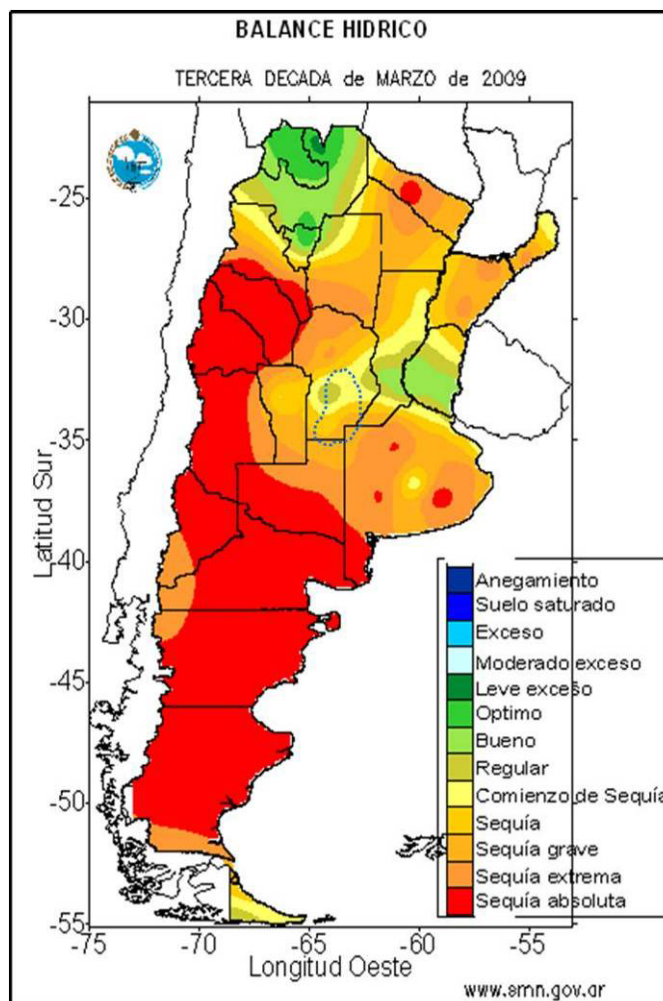 BALANCE HIDRICO
TERCERA DECADA de MARZO de 2009
Latitud Sur
-25
-30
-35
-40
-45
-50
-55
Anegamiento
Suelo saturado
Exceso
Moderado exceso
Leve exceso
Optimo
Bueno
Regular
Comienzo de Sequía
Sequía
Sequía grave
Sequía extrema
Sequía absoluta
-75 -70 -65 -60 -55
Longitud Oeste
www.smn.gov.ar